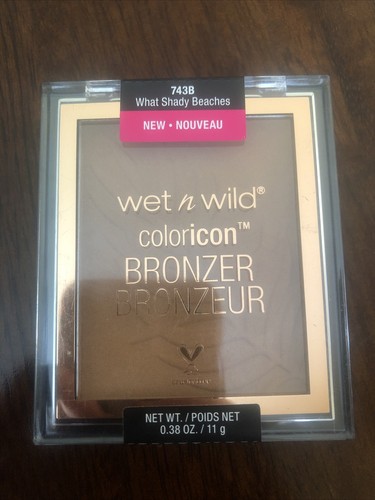 743B
What Shady Beaches
NEW • NOUVEAU
wet n wild®
coloricon™
BRONZER
BRONZEUR
NET WT. / POIDS NET
0.38 OZ. / 11 g